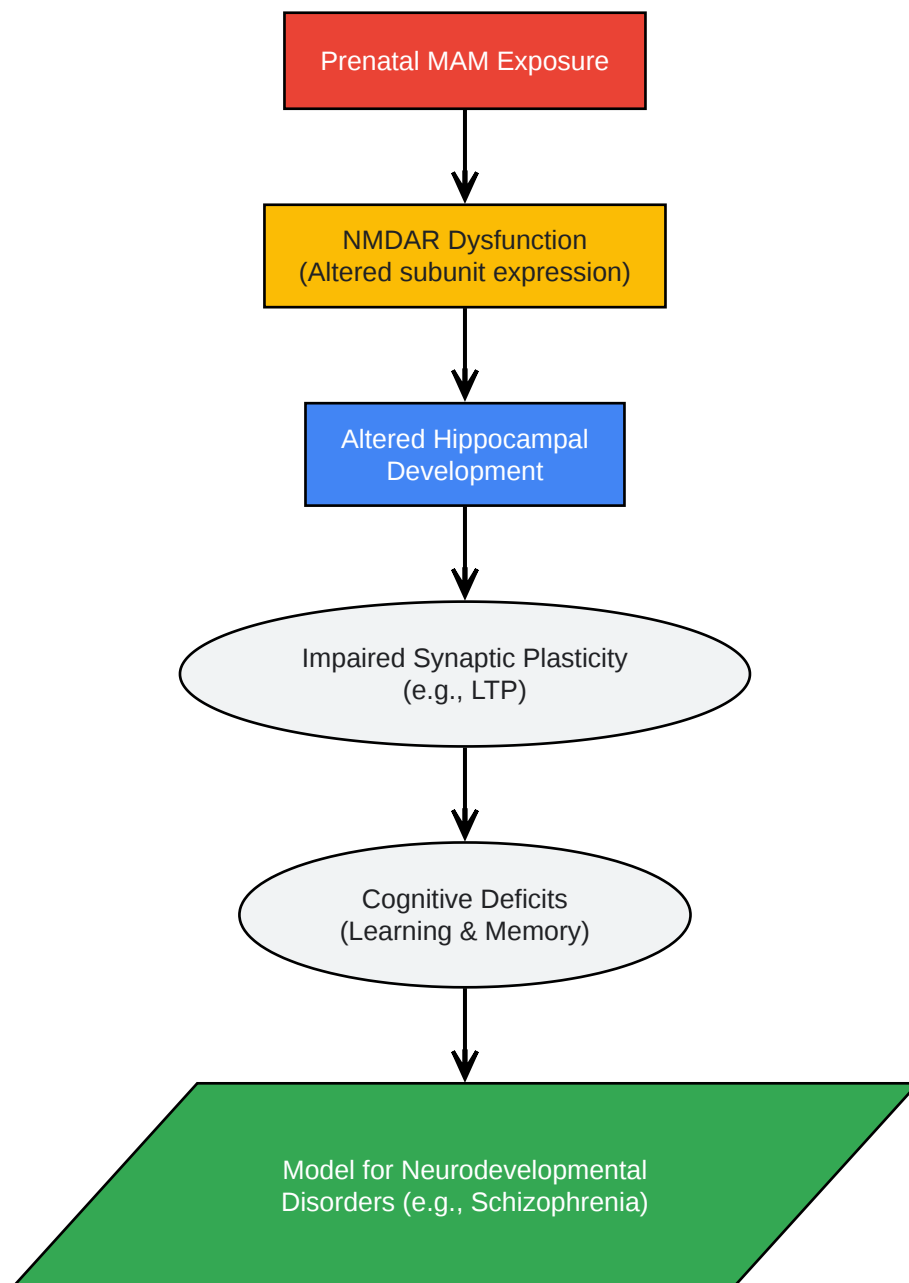 Prenatal MAM Exposure
NMDAR Dysfunction
(Altered subunit expression)
Altered Hippocampal
Development
Impaired Synaptic Plasticity
(e.g., LTP)
Cognitive Deficits
(Learning & Memory)
Model for Neurodevelopmental
Disorders (e.g., Schizophrenia)